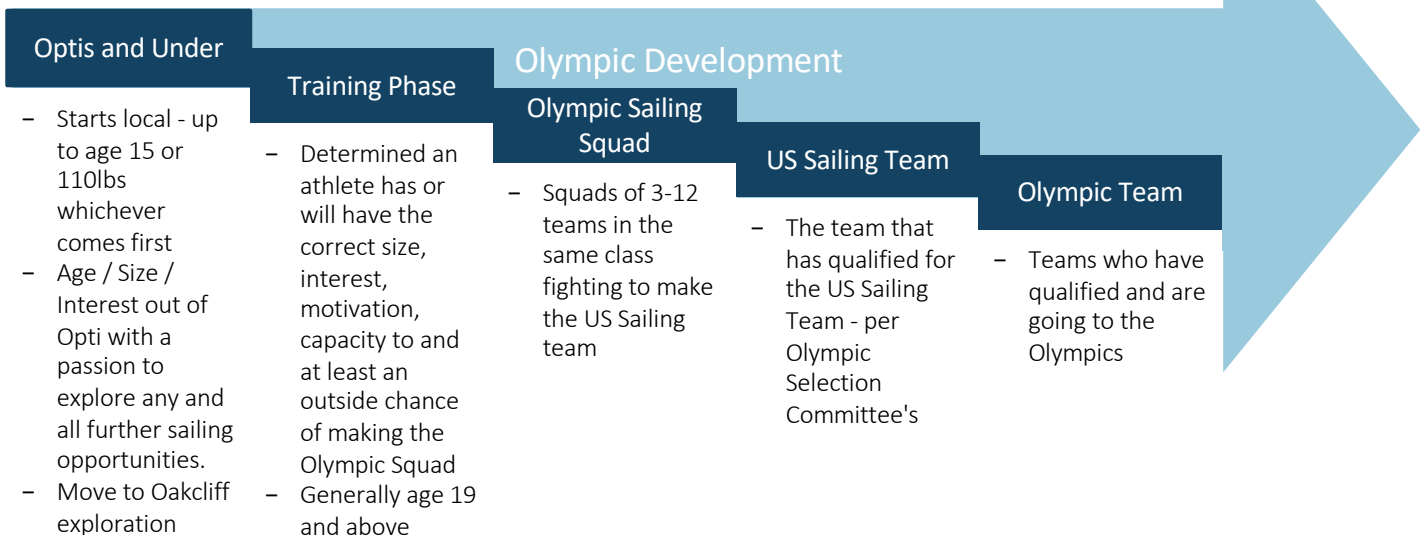 Olympic Development
Optis and Under
– Starts local - up
to age 15 or
110lbs
whichever
comes first
– Age / Size /
Interest out of
Opti with a
passion to
explore any and
all further sailing
opportunities.
– Move to Oakcliff
exploration
Training Phase
– Determined an
athlete has or
will have the
correct size,
interest,
motivation,
capacity to and
at least an
outside chance
of making the
Olympic Squad
– Generally age 19
and above
Olympic Sailing
Squad
– Squads of 3-12
teams in the
same class
fighting to make
the US Sailing
team
US Sailing Team
– The team that
has qualified for
the US Sailing
Team - per
Olympic
Selection
Committee's
Olympic Team
– Teams who have
qualified and are
going to the
Olympics